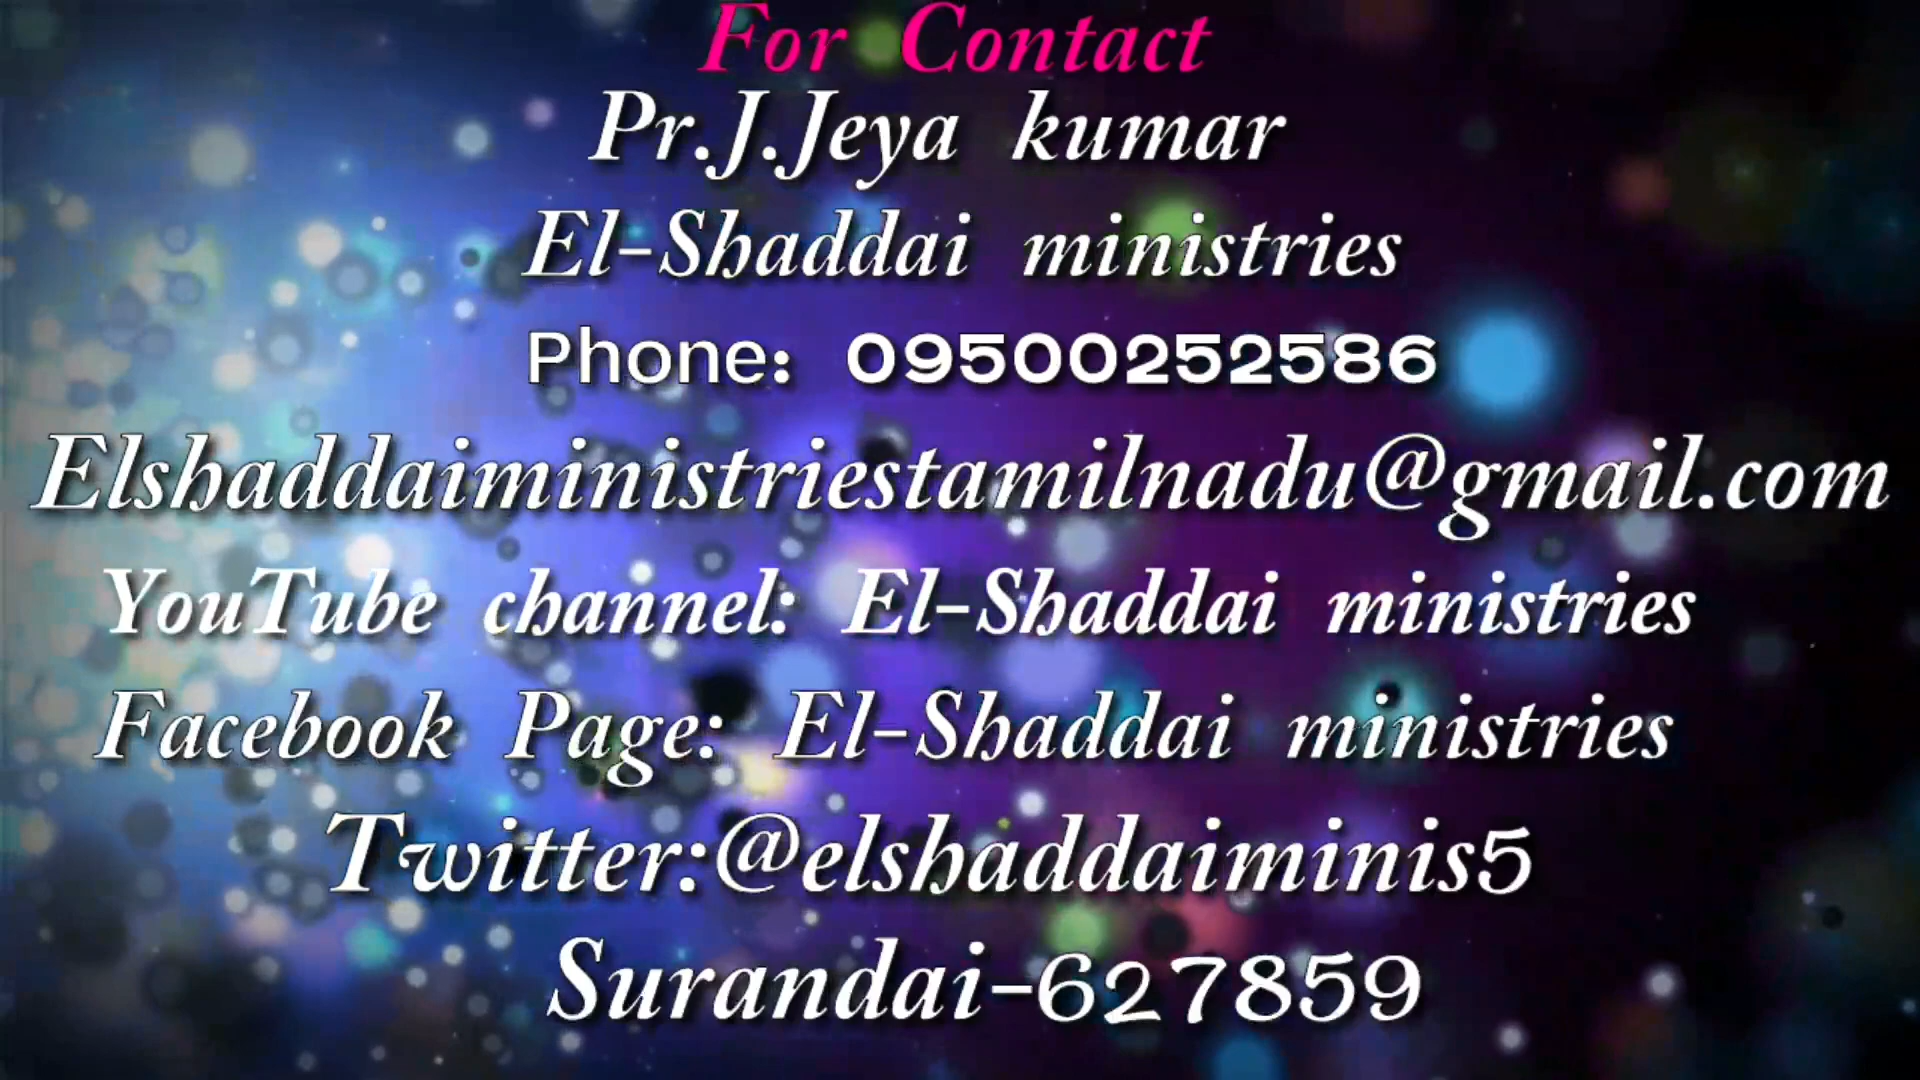 For Contact
Pr.J.Jeya kumar
El-Shaddai ministries
Phone: 09500252586
Elshaddaiministriestamilnadu@gmail.com
YouTube channel: El-Shaddai ministries
Facebook Page: El-Shaddai ministries
Twitter:@elshaddaiminis5
Surandai-627859